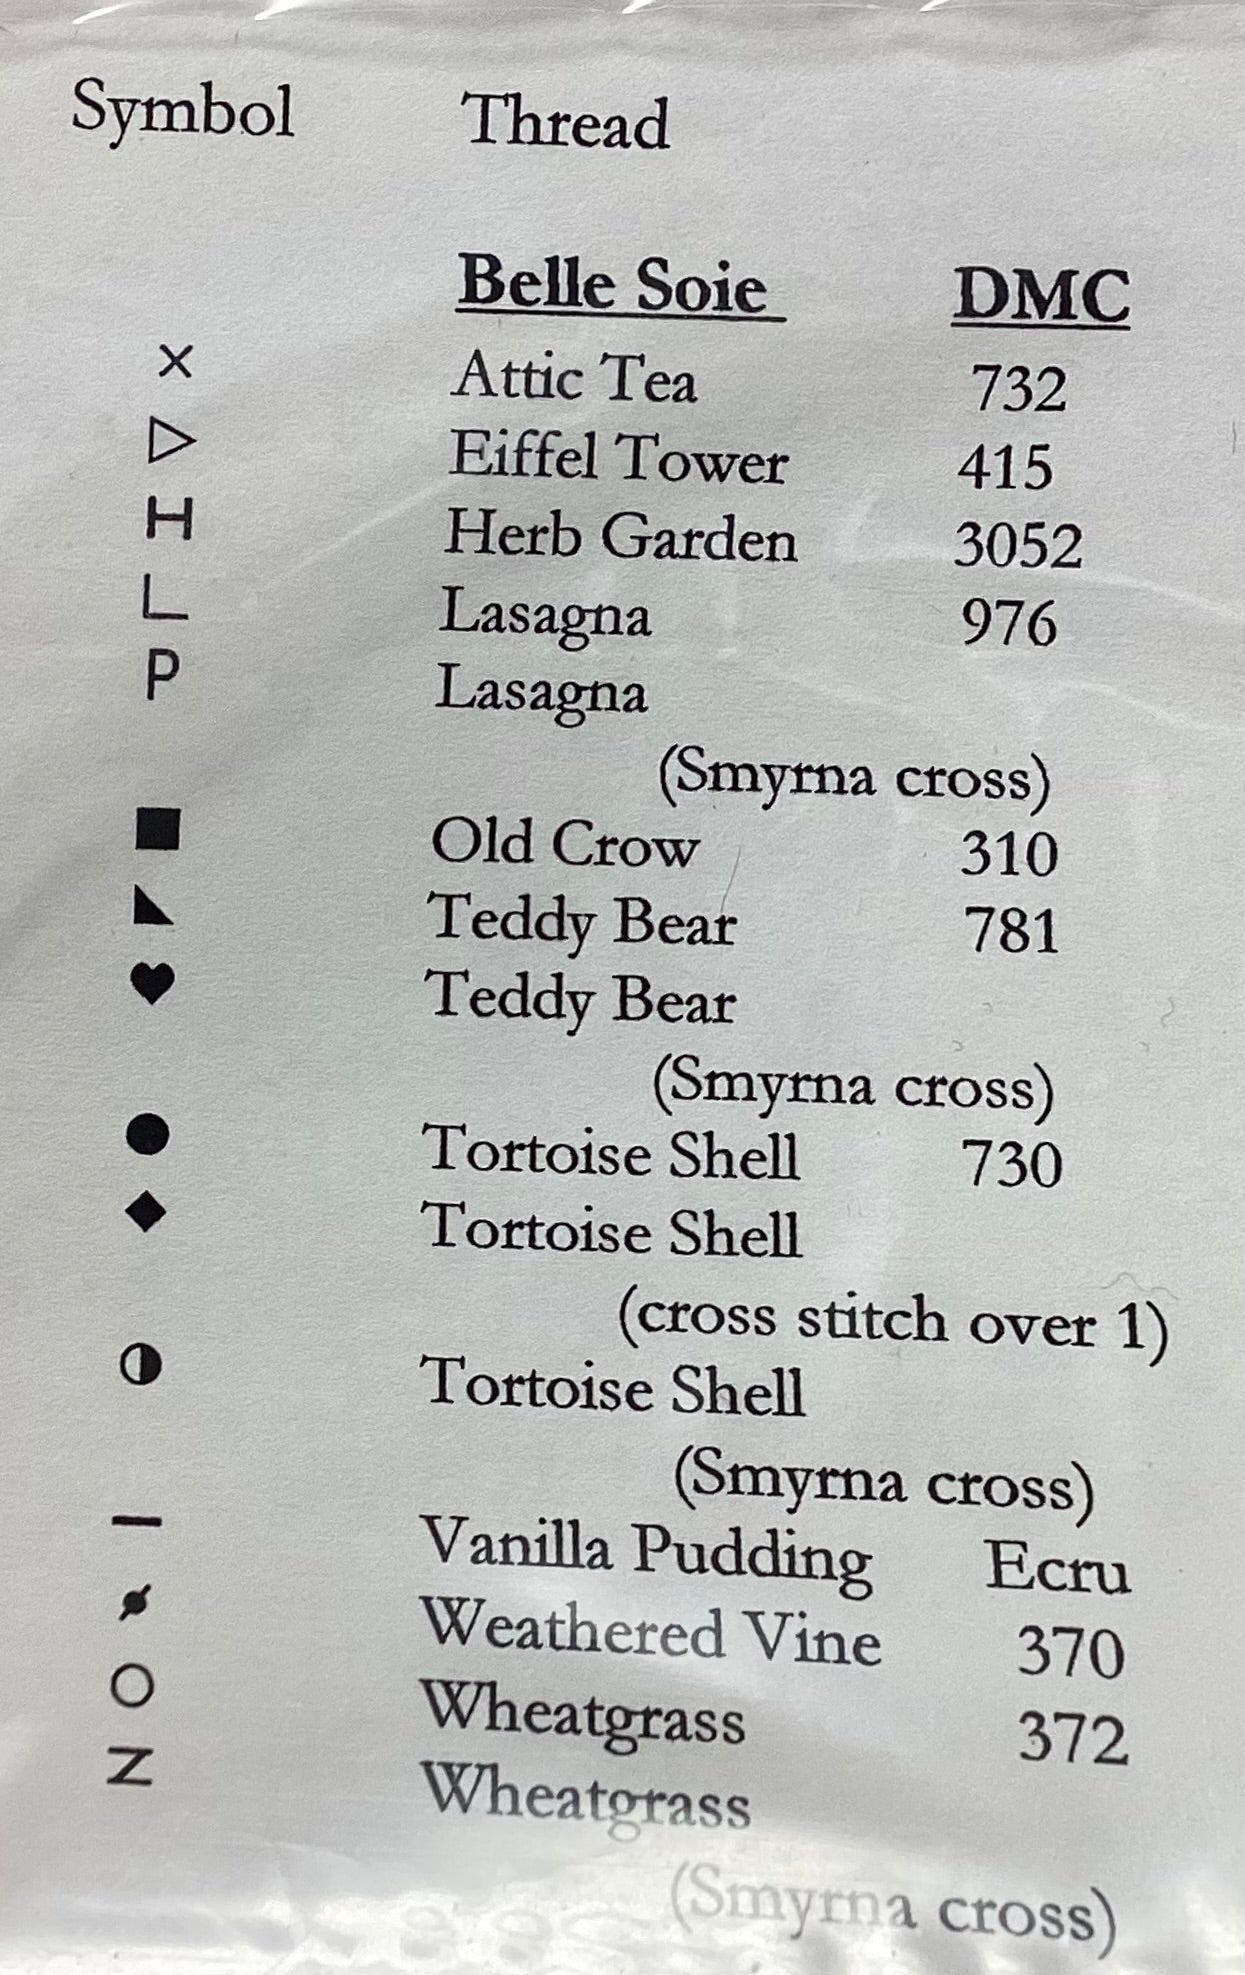 Symbol Thread
Belle Soie DMC
× Attic Tea 732
▷ Eiffel Tower 415
H Herb Garden 3052
L Lasagna 976
P Lasagna
(Smyrna cross)
■ Old Crow 310
◣ Teddy Bear 781
♥ Teddy Bear
(Smyrna cross)
● Tortoise Shell 730
◆ Tortoise Shell
(cross stitch over 1)
◑ Tortoise Shell
(Smyrna cross)
— Vanilla Pudding Ecru
Weathered Vine 370
○ Wheatgrass 372
Z Wheatgrass
(Smyrna cross)